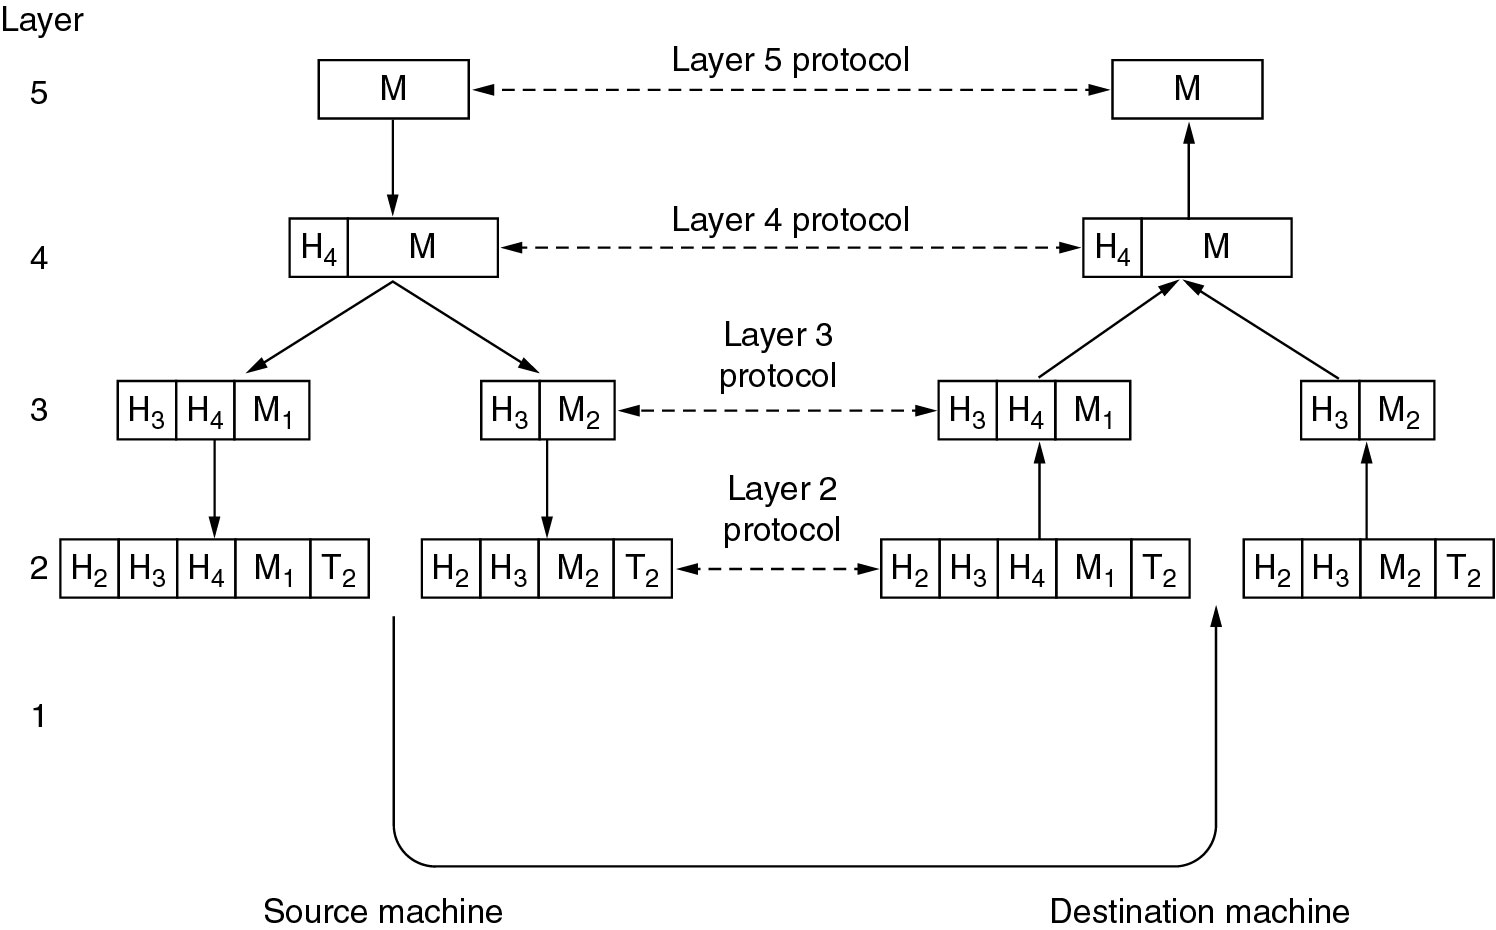 Layer
5 M Layer 5 protocol M
4 H4 M Layer 4 protocol H4 M
Layer 3
protocol
3 H3 H4 M1 H3 M2 H3 H4 M1 H3 M2
Layer 2
protocol
2 H2 H3 H4 M1 T2 H2 H3 M2 T2 H2 H3 H4 M1 T2 H2 H3 M2 T2
1
Source machine Destination machine